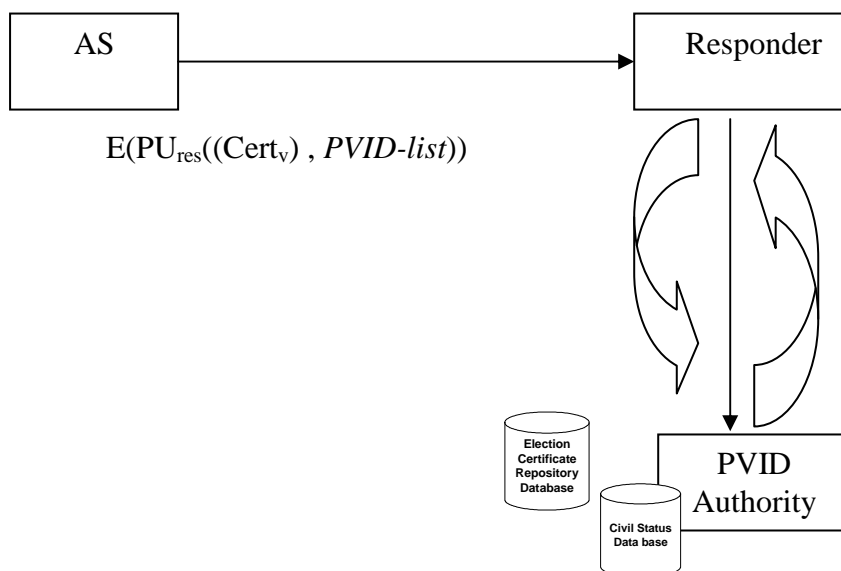 AS
Responder
E(PUres((Certv) , PVID-list))
Election
Certificate
Repository
Database
PVID
Authority
Civil Status
Data base